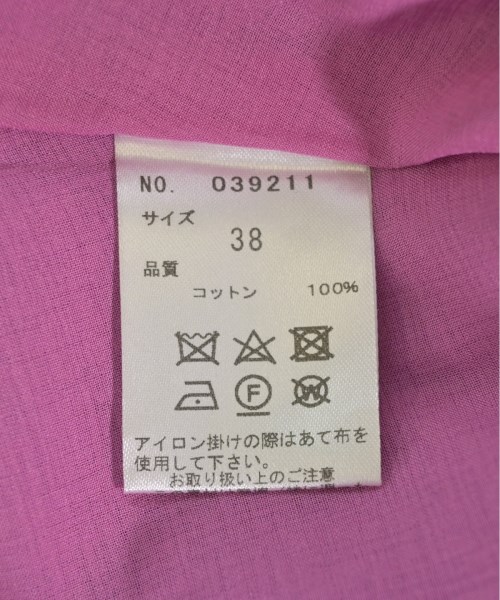 NO. 039211
サイズ
38
品質
コットン 100%
F W
アイロン掛けの際はあて布を
使用して下さい。
お取り扱い上のご注意